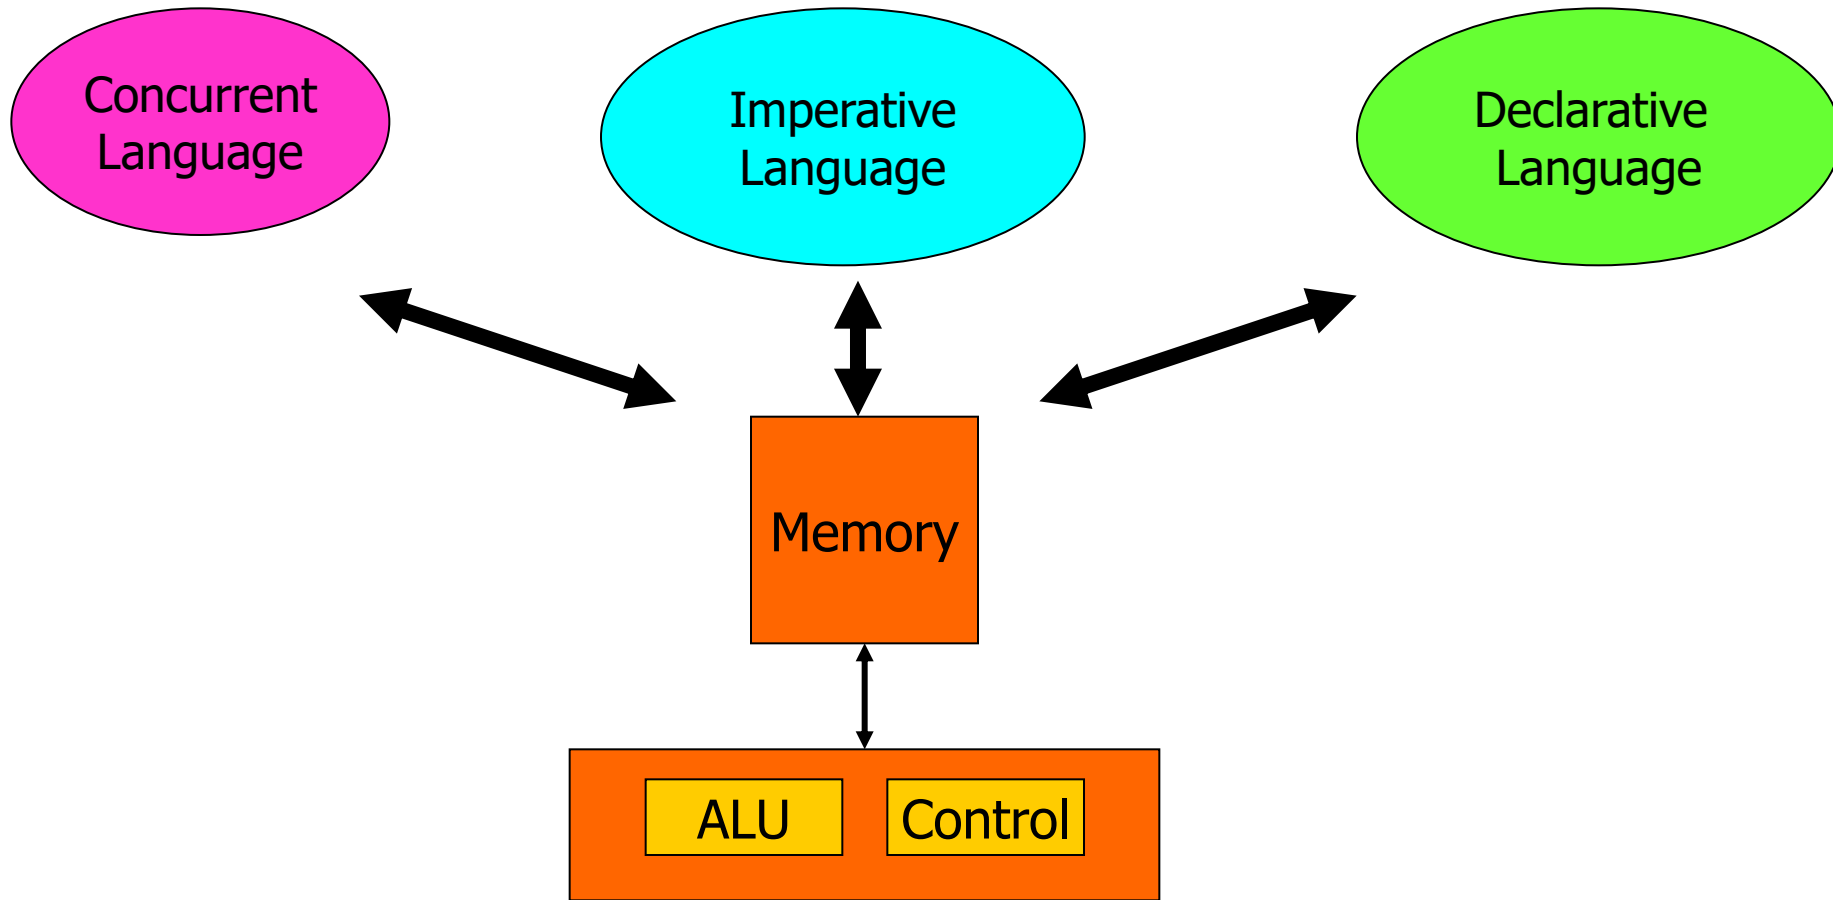 Concurrent
Language
Imperative
Language
Declarative
Language
Memory
ALU
Control